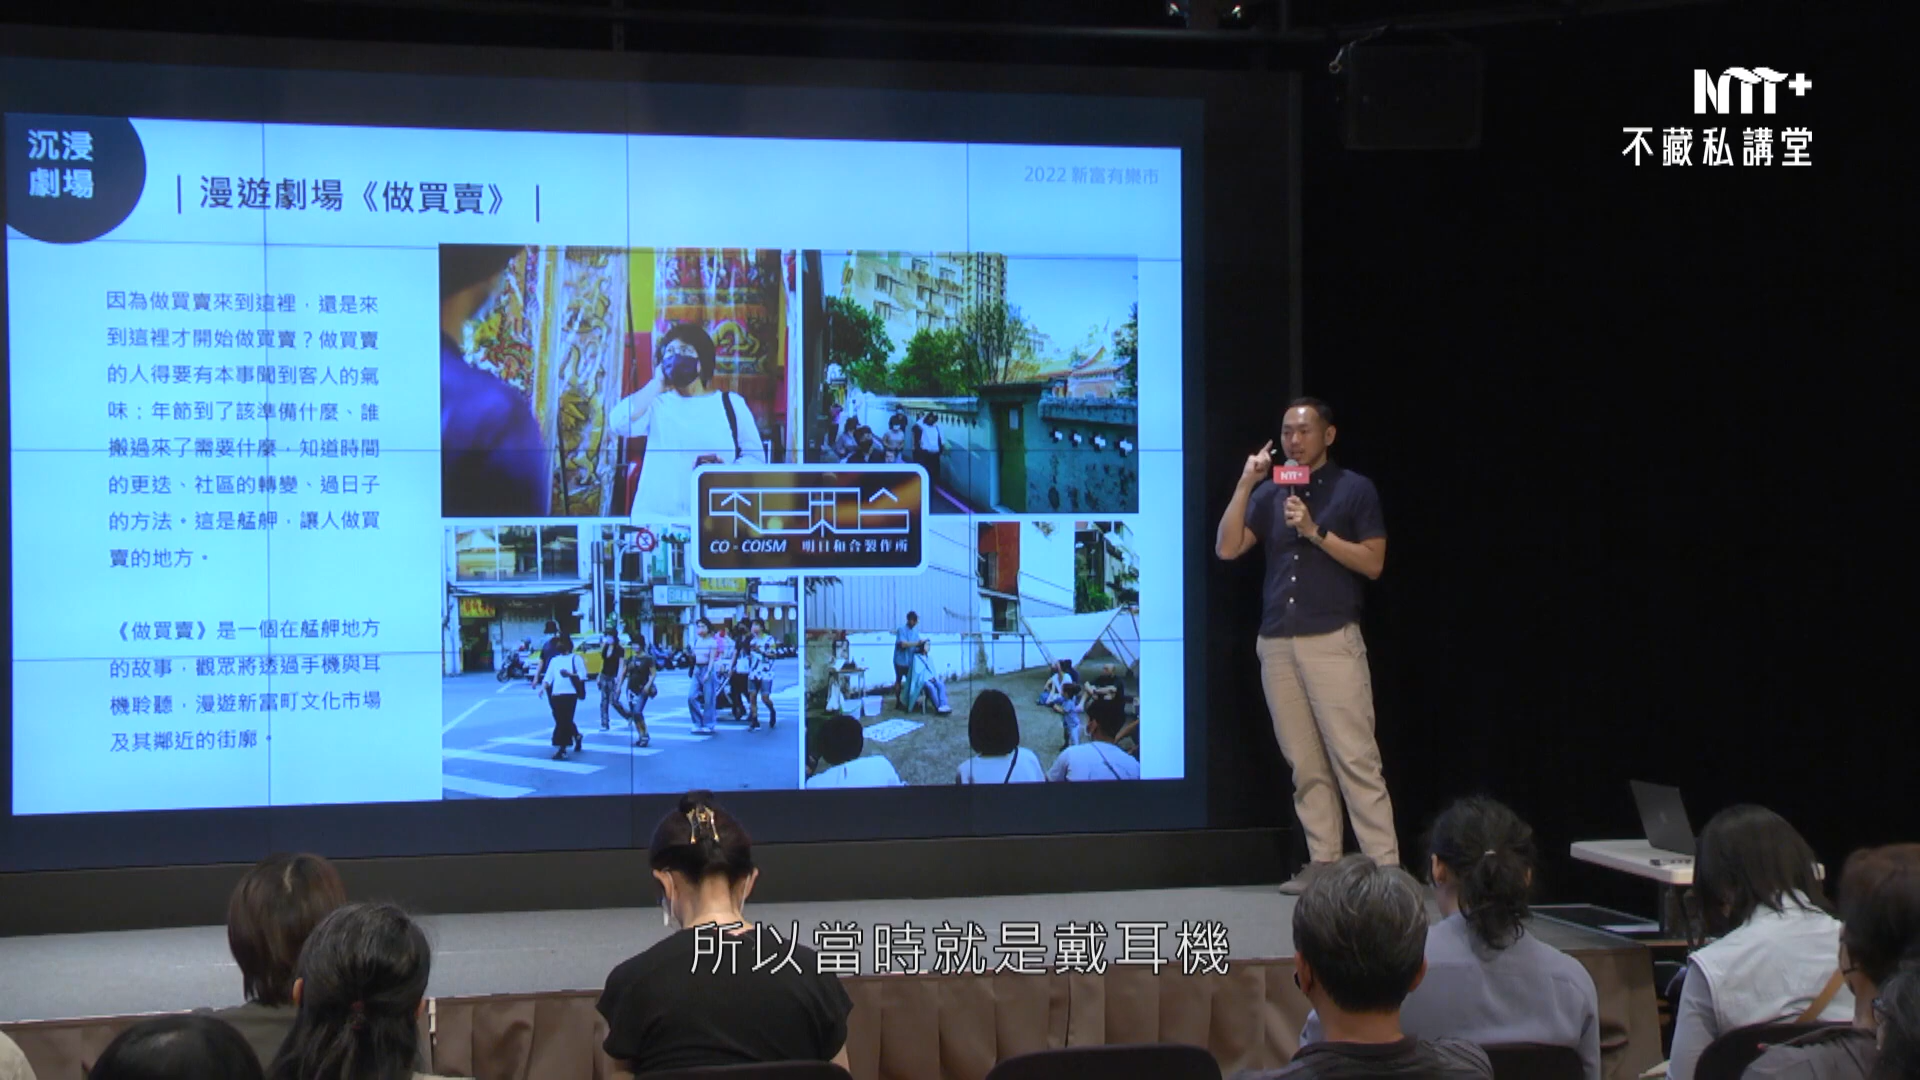 NTT+
不藏私講堂
沉浸
劇場
｜漫遊劇場《做買賣》｜
2022 新富有樂市
因為做買賣來到這裡，還是來
到這裡才開始做買賣？做買賣
的人得要有本事聞到客人的氣
味：年節到了該準備什麼、誰
搬過來了需要什麼，知道時間
的更迭、社區的轉變、過日子
的方法。這是艋舺，讓人做買
賣的地方。
《做買賣》是一個在艋舺地方
的故事，觀眾將透過手機與耳
機聆聽，漫遊新富町文化市場
及其鄰近的街廓。
明日和合
CO - COISM 明日和合製作所
NTT+
所以當時就是戴耳機